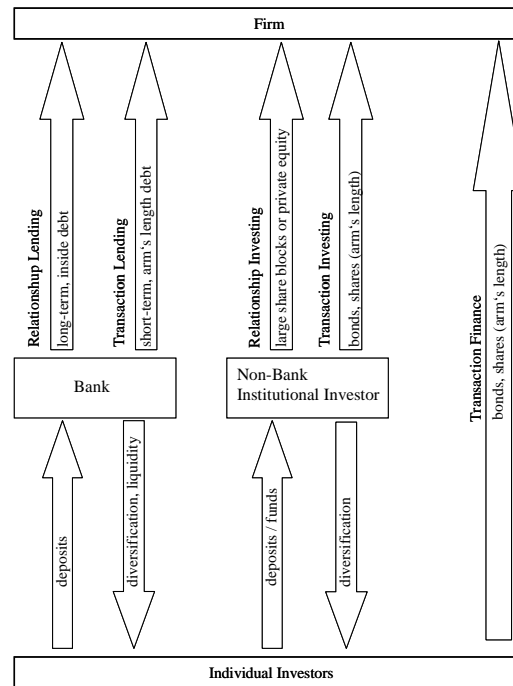 Firm
Relationshup Lending
long-term, inside debt
Transaction Lending
short-term, arm's length debt
Relationship Investing
large share blocks or private equity
Transaction Investing
bonds, shares (arm's length)
Transaction Finance
bonds, shares (arm's length)
Bank
Non-Bank
Institutional Investor
deposits
diversification, liquidity
deposits / funds
diversification
Individual Investors